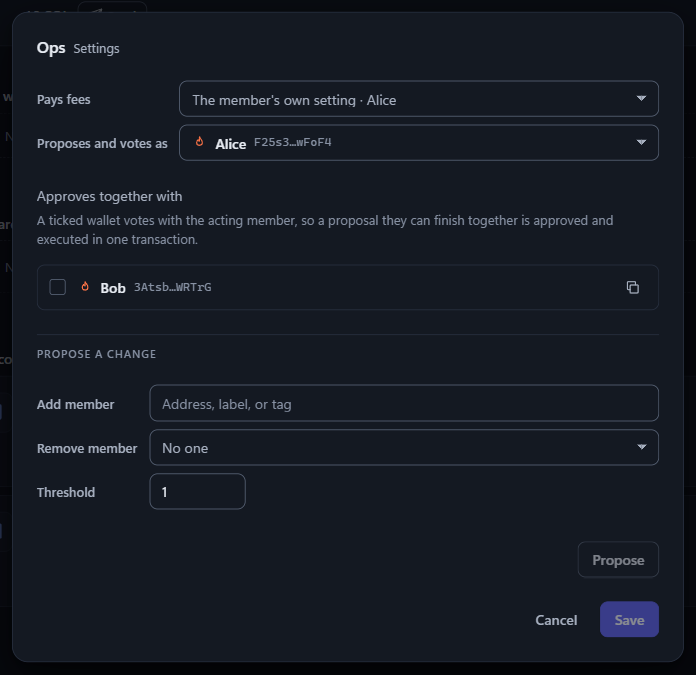 Ops Settings
Pays fees
The member's own setting · Alice
Proposes and votes as
Alice F25s3…wFoF4
Approves together with
A ticked wallet votes with the acting member, so a proposal they can finish together is approved and
executed in one transaction.
Bob 3Atsb…WRTrG
PROPOSE A CHANGE
Add member
Address, label, or tag
Remove member
No one
Threshold
1
Propose
Cancel
Save